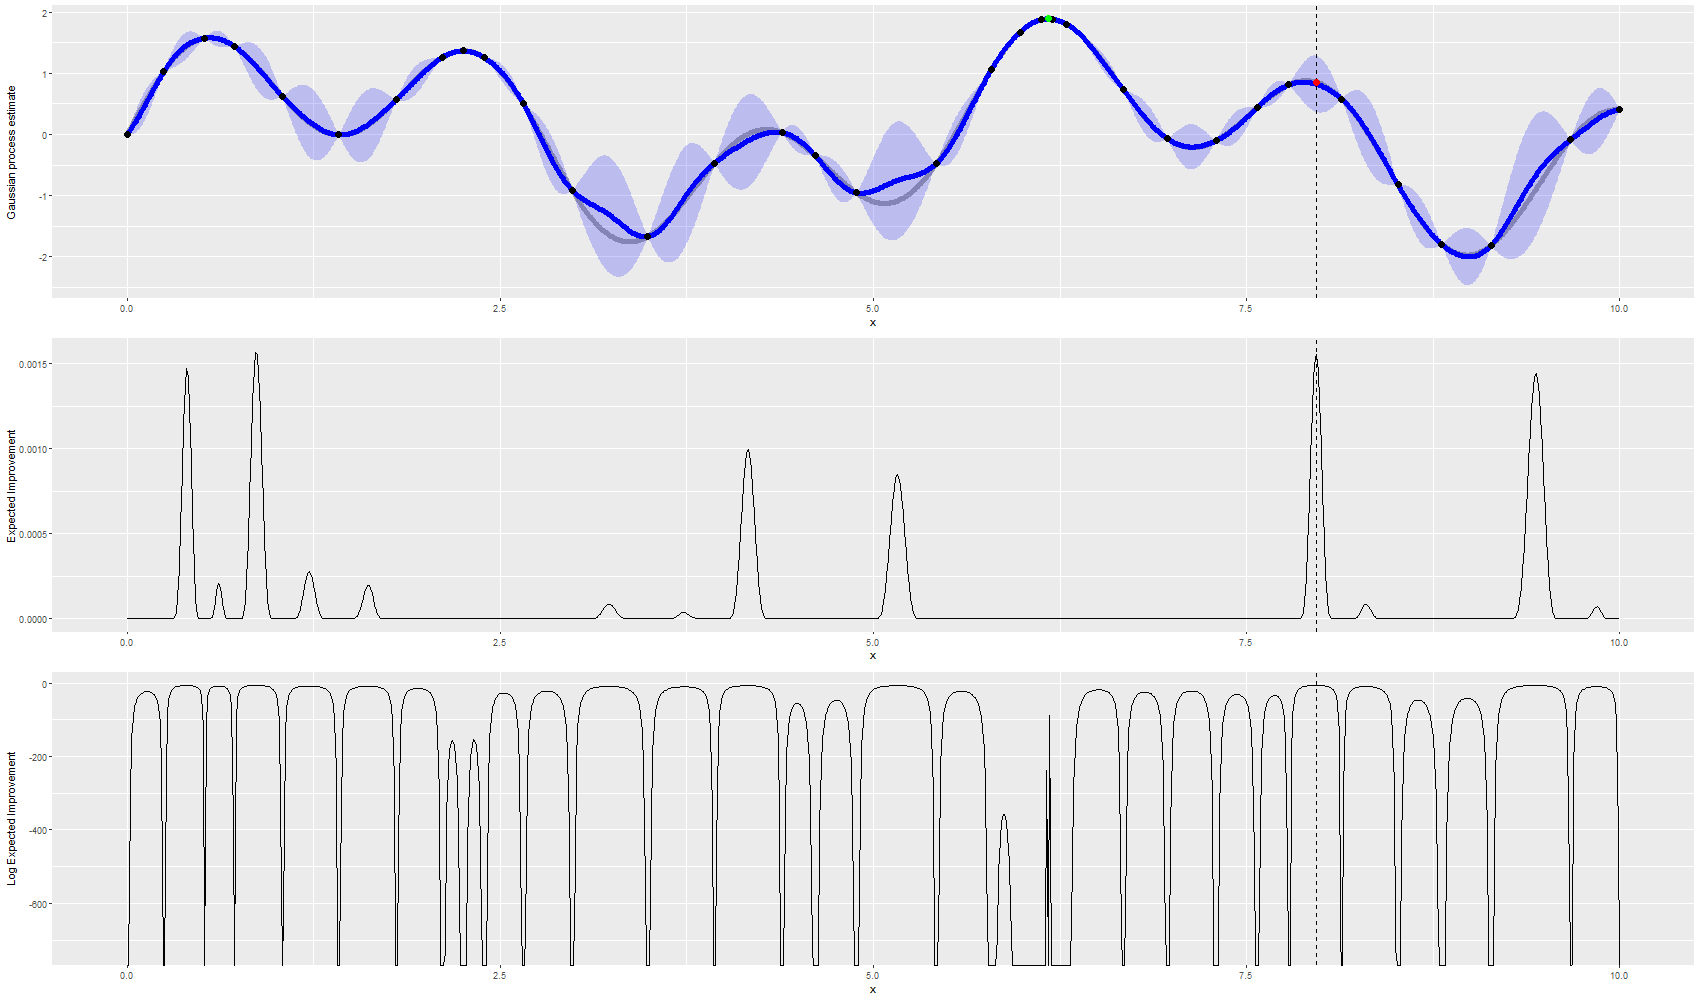 Gaussian process estimate
2
1
0
-1
-2
0.0 2.5 5.0 7.5 10.0
x
Expected Improvement
0.0015
0.0010
0.0005
0.0000
0.0 2.5 5.0 7.5 10.0
x
Log Expected Improvement
0
-200
-400
-600
0.0 2.5 5.0 7.5 10.0
x